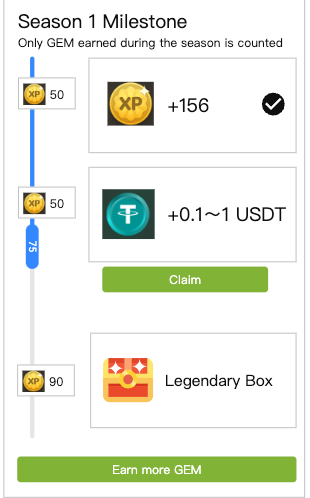 Season 1 Milestone
Only GEM earned during the season is counted
XP 50
XP +156
XP 50
+0.1～1 USDT
75
Claim
XP 90
Legendary Box
Earn more GEM